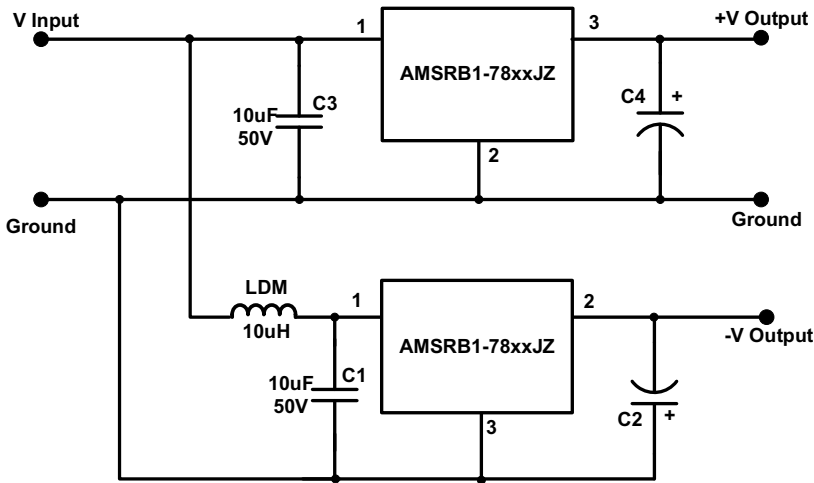 V Input
1
AMSRB1-78xxJZ
3
+V Output
C3
10uF
50V
2
C4
+
Ground
Ground
LDM
10uH
1
AMSRB1-78xxJZ
2
-V Output
C1
10uF
50V
3
C2
+